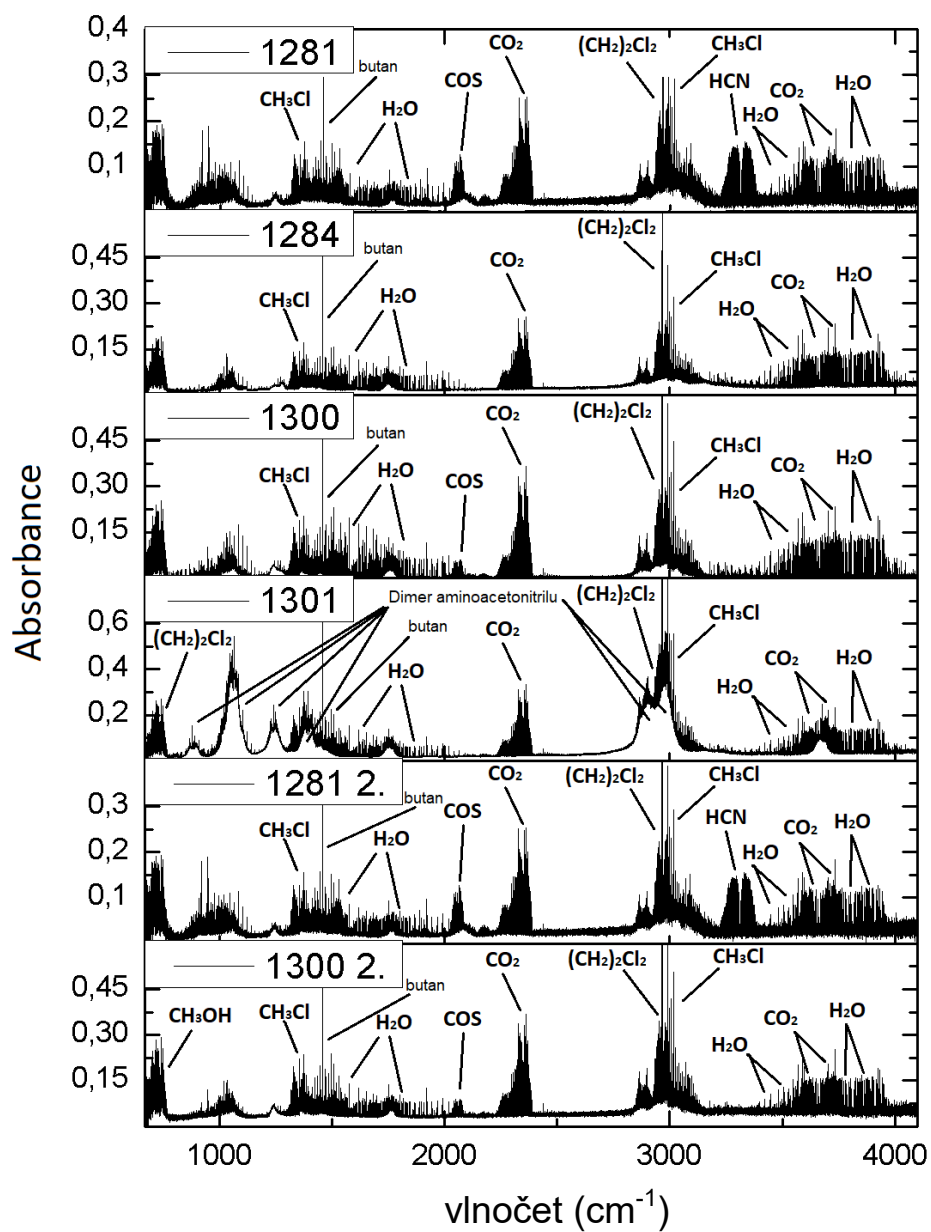 Absorbance
0,4
0,3
0,2
0,1
1281
butan
CH₃Cl
H₂O
COS
CO₂
(CH₂)₂Cl₂
CH₃Cl
HCN
H₂O
CO₂
H₂O
0,45
0,30
0,15
1284
butan
CH₃Cl
H₂O
CO₂
(CH₂)₂Cl₂
CH₃Cl
H₂O
CO₂
H₂O
0,45
0,30
0,15
1300
butan
CH₃Cl
H₂O
COS
CO₂
(CH₂)₂Cl₂
CH₃Cl
H₂O
CO₂
H₂O
0,6
0,4
0,2
1301
Dimer aminoacetonitrilu
(CH₂)₂Cl₂
butan
H₂O
CO₂
(CH₂)₂Cl₂
CH₃Cl
H₂O
CO₂
H₂O
0,3
0,2
0,1
1281 2.
butan
CH₃Cl
H₂O
COS
CO₂
(CH₂)₂Cl₂
CH₃Cl
HCN
H₂O
CO₂
H₂O
0,45
0,30
0,15
1300 2.
butan
CH₃OH
CH₃Cl
H₂O
COS
CO₂
(CH₂)₂Cl₂
CH₃Cl
H₂O
CO₂
H₂O
1000 2000 3000 4000
vlnočet (cm⁻¹)